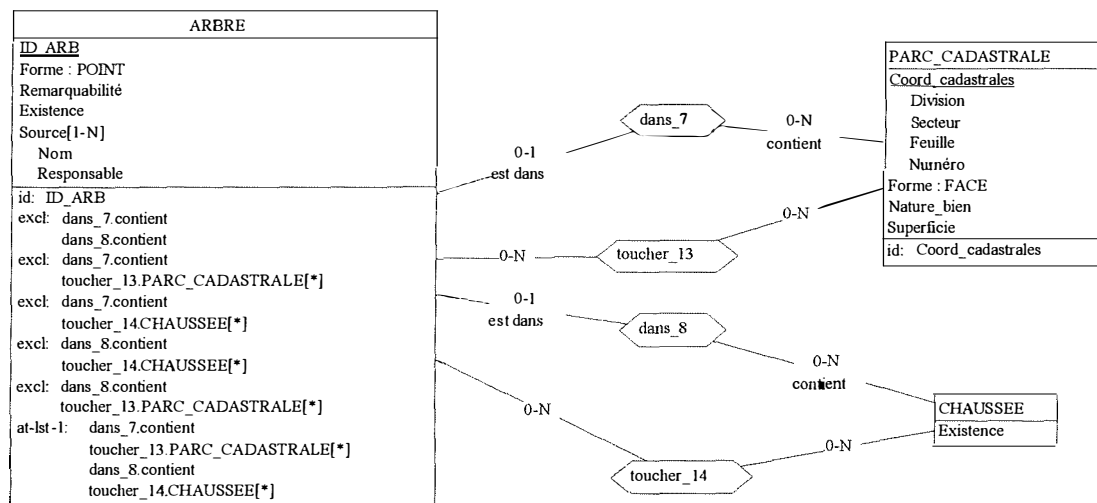 ARBRE
ID_ARB
Forme : POINT
Remarquabilité
Existence
Source[1-N]
Nom
Responsable
id: ID_ARB
excl: dans_7.contient
dans_8.contient
excl: dans_7.contient
toucher_13.PARC_CADASTRALE[*]
excl: dans_7.contient
toucher_14.CHAUSSEE[*]
excl: dans_8.contient
toucher_14.CHAUSSEE[*]
excl: dans_8.contient
toucher_13.PARC_CADASTRALE[*]
at-lst-1: dans_7.contient
toucher_13.PARC_CADASTRALE[*]
dans_8.contient
toucher_14.CHAUSSEE[*]
0-1
est dans
dans_7
0-N
contient
0-N
toucher_13
0-N
0-1
est dans
dans_8
0-N
contient
0-N
toucher_14
0-N
PARC_CADASTRALE
Coord_cadastrales
Division
Secteur
Feuille
Numéro
Forme : FACE
Nature_bien
Superficie
id: Coord_cadastrales
CHAUSSEE
Existence